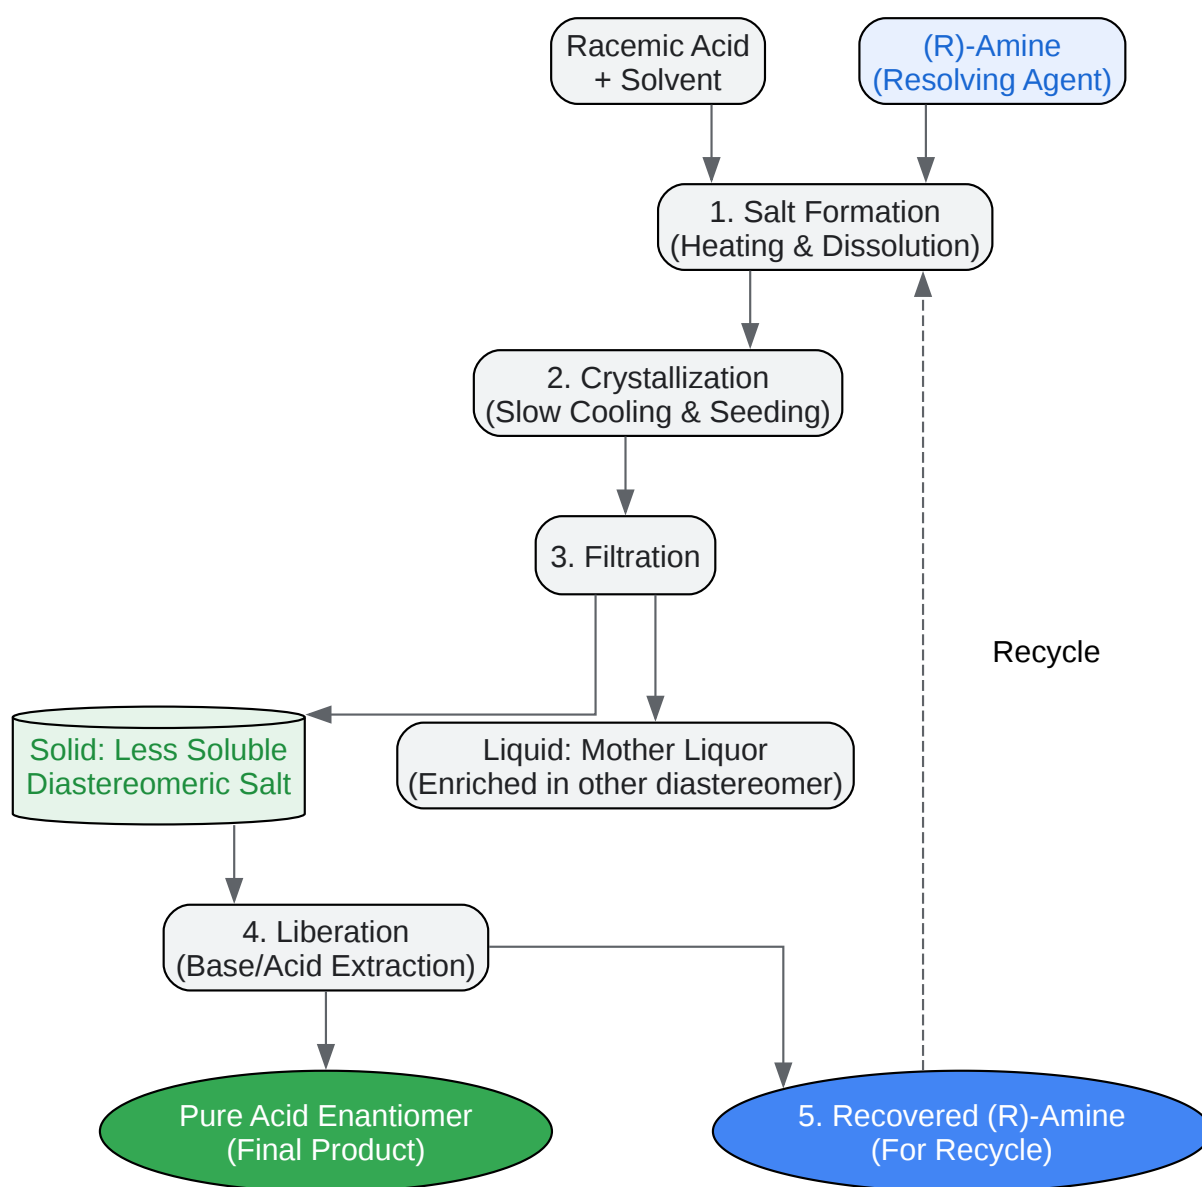 Racemic Acid
+ Solvent
(R)-Amine
(Resolving Agent)
1. Salt Formation
(Heating & Dissolution)
2. Crystallization
(Slow Cooling & Seeding)
3. Filtration
Recycle
Solid: Less Soluble
Diastereomeric Salt
Liquid: Mother Liquor
(Enriched in other diastereomer)
4. Liberation
(Base/Acid Extraction)
Pure Acid Enantiomer
(Final Product)
5. Recovered (R)-Amine
(For Recycle)